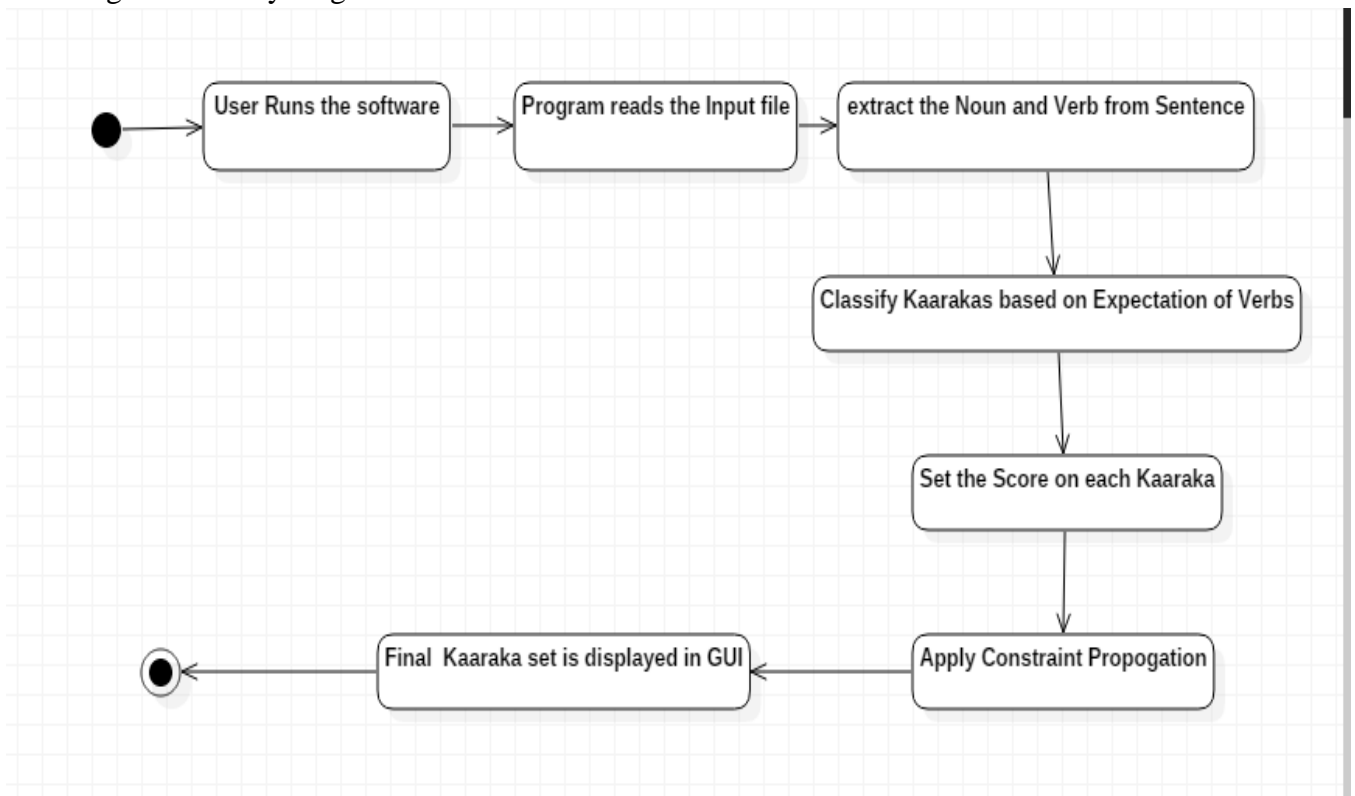 User Runs the software
Program reads the Input file
extract the Noun and Verb from Sentence
Classify Kaarakas based on Expectation of Verbs
Set the Score on each Kaaraka
Apply Constraint Propogation
Final Kaaraka set is displayed in GUI